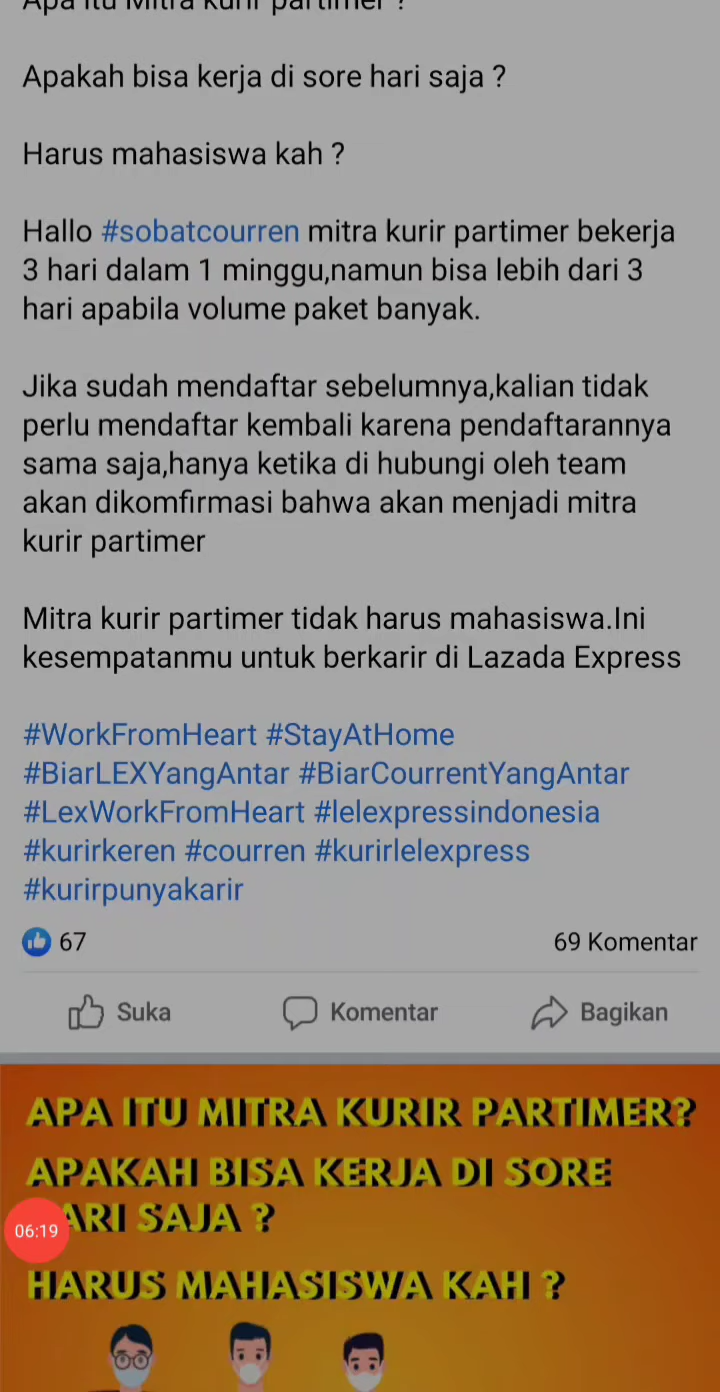 Apa itu Mitra kurir partimer ?
Apakah bisa kerja di sore hari saja ?
Harus mahasiswa kah ?
Hallo #sobatcourren mitra kurir partimer bekerja
3 hari dalam 1 minggu,namun bisa lebih dari 3
hari apabila volume paket banyak.
Jika sudah mendaftar sebelumnya,kalian tidak
perlu mendaftar kembali karena pendaftarannya
sama saja,hanya ketika di hubungi oleh team
akan dikomfirmasi bahwa akan menjadi mitra
kurir partimer
Mitra kurir partimer tidak harus mahasiswa.Ini
kesempatanmu untuk berkarir di Lazada Express
#WorkFromHeart #StayAtHome
#BiarLEXYangAntar #BiarCourrentYangAntar
#LexWorkFromHeart #lelexpressindonesia
#kurirkeren #courren #kurirlelexpress
#kurirpunyakarir
67 69 Komentar
Suka Komentar Bagikan
APA ITU MITRA KURIR PARTIMER?
APAKAH BISA KERJA DI SORE
ARI SAJA ?
06:19
HARUS MAHASISWA KAH ?